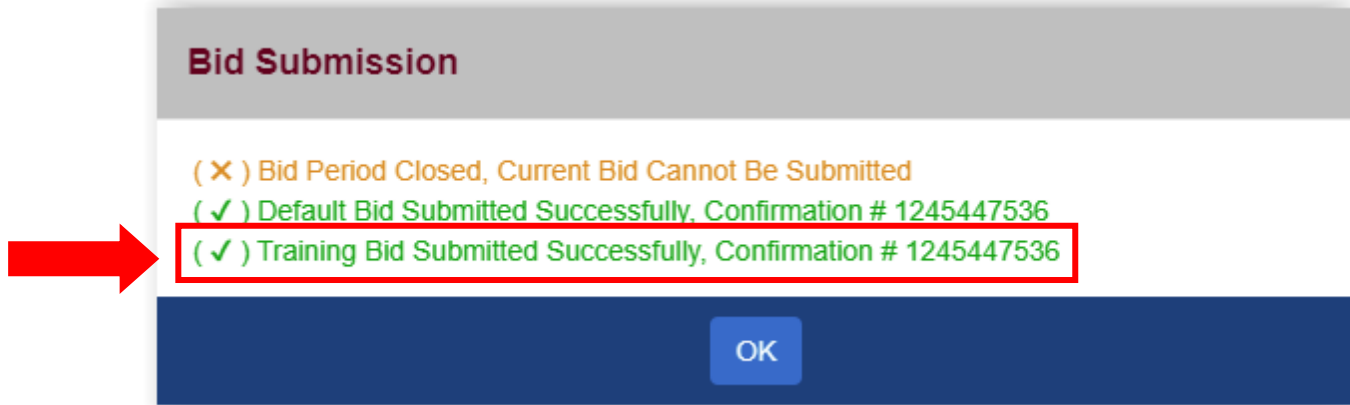 Bid Submission
( ✕ ) Bid Period Closed, Current Bid Cannot Be Submitted
( ✓ ) Default Bid Submitted Successfully, Confirmation # 1245447536
( ✓ ) Training Bid Submitted Successfully, Confirmation # 1245447536
OK